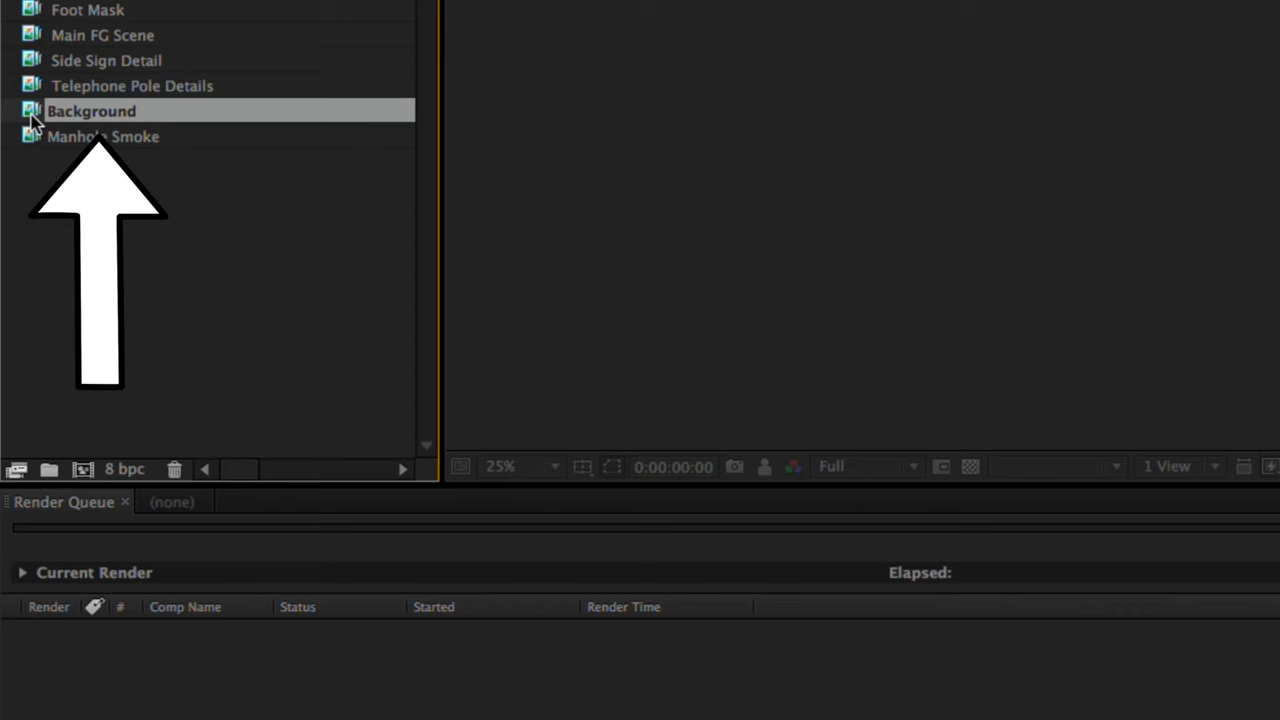 Foot Mask
Main FG Scene
Side Sign Detail
Telephone Pole Details
Background
Manhole Smoke
8 bpc
25% 0:00:00:00 Full 1 View
Render Queue × (none)
Current Render Elapsed:
Render # Comp Name Status Started Render Time